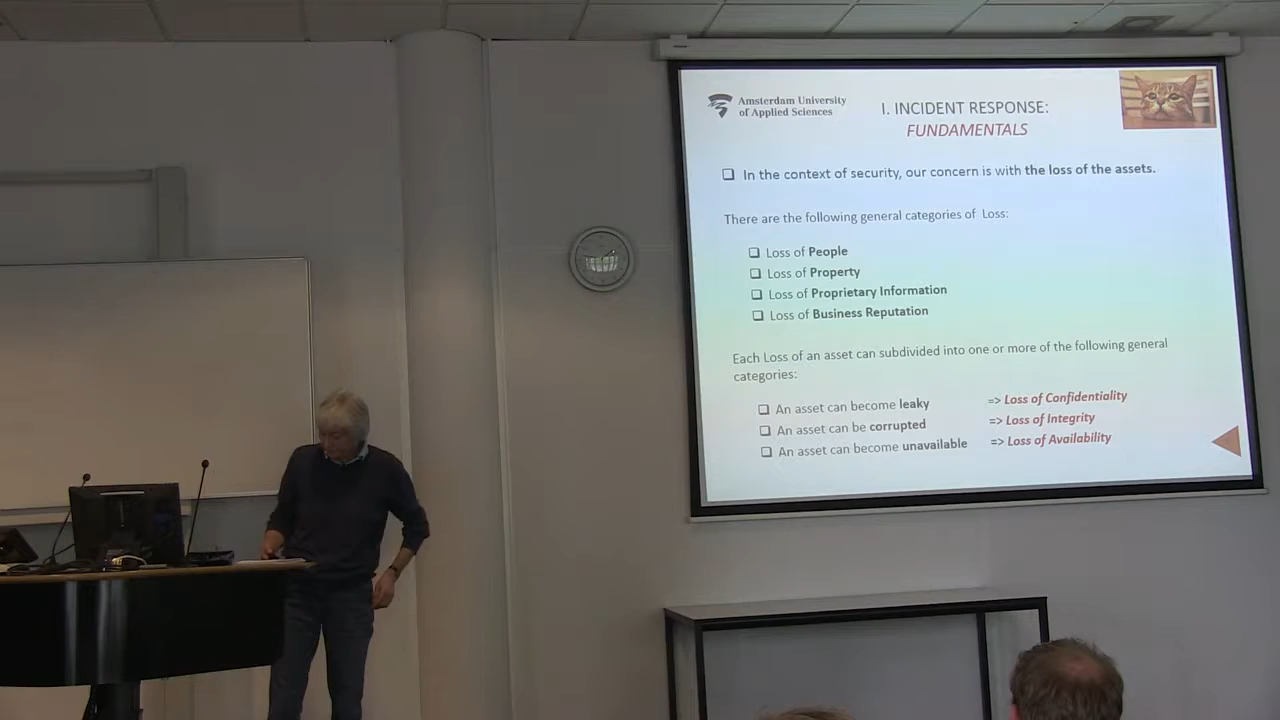 Amsterdam University
of Applied Sciences
I. INCIDENT RESPONSE:
FUNDAMENTALS
In the context of security, our concern is with the loss of the assets.
There are the following general categories of Loss:
Loss of People
Loss of Property
Loss of Proprietary Information
Loss of Business Reputation
Each Loss of an asset can subdivided into one or more of the following general
categories:
An asset can become leaky => Loss of Confidentiality
An asset can be corrupted => Loss of Integrity
An asset can become unavailable => Loss of Availability